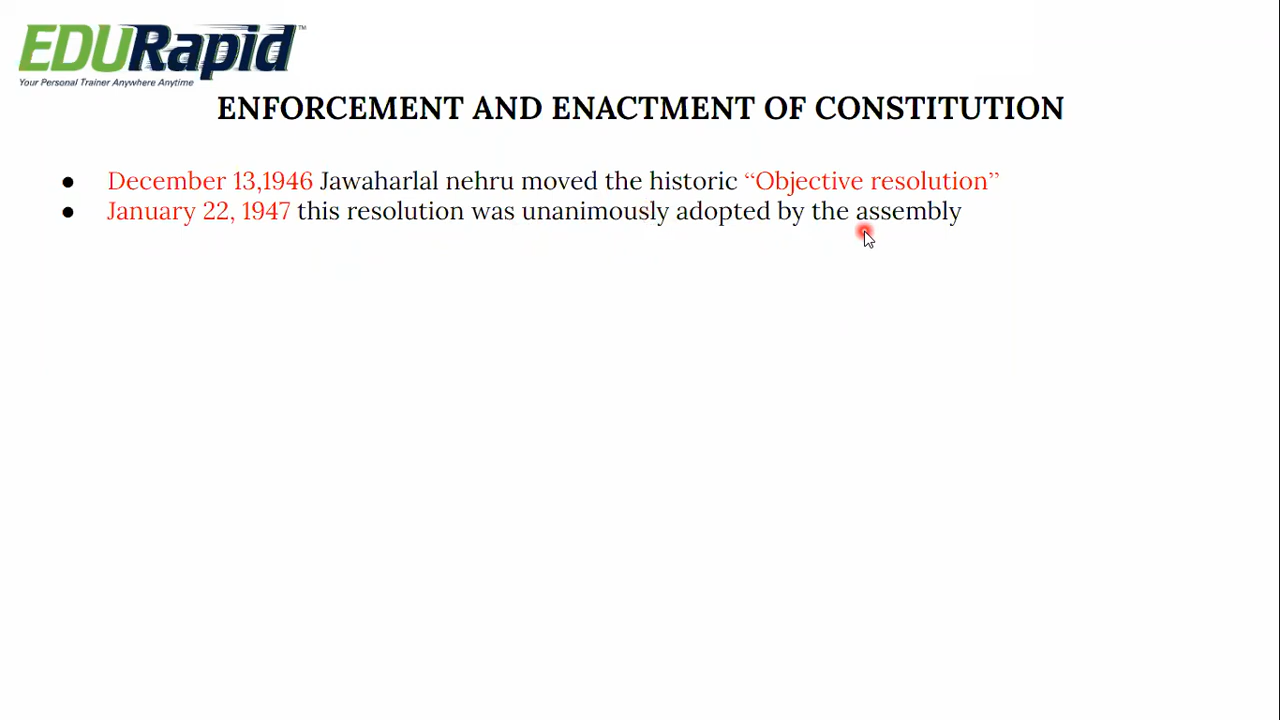 EDURapid™
Your Personal Trainer Anywhere Anytime
ENFORCEMENT AND ENACTMENT OF CONSTITUTION
● December 13,1946 Jawaharlal nehru moved the historic “Objective resolution”
● January 22, 1947 this resolution was unanimously adopted by the assembly